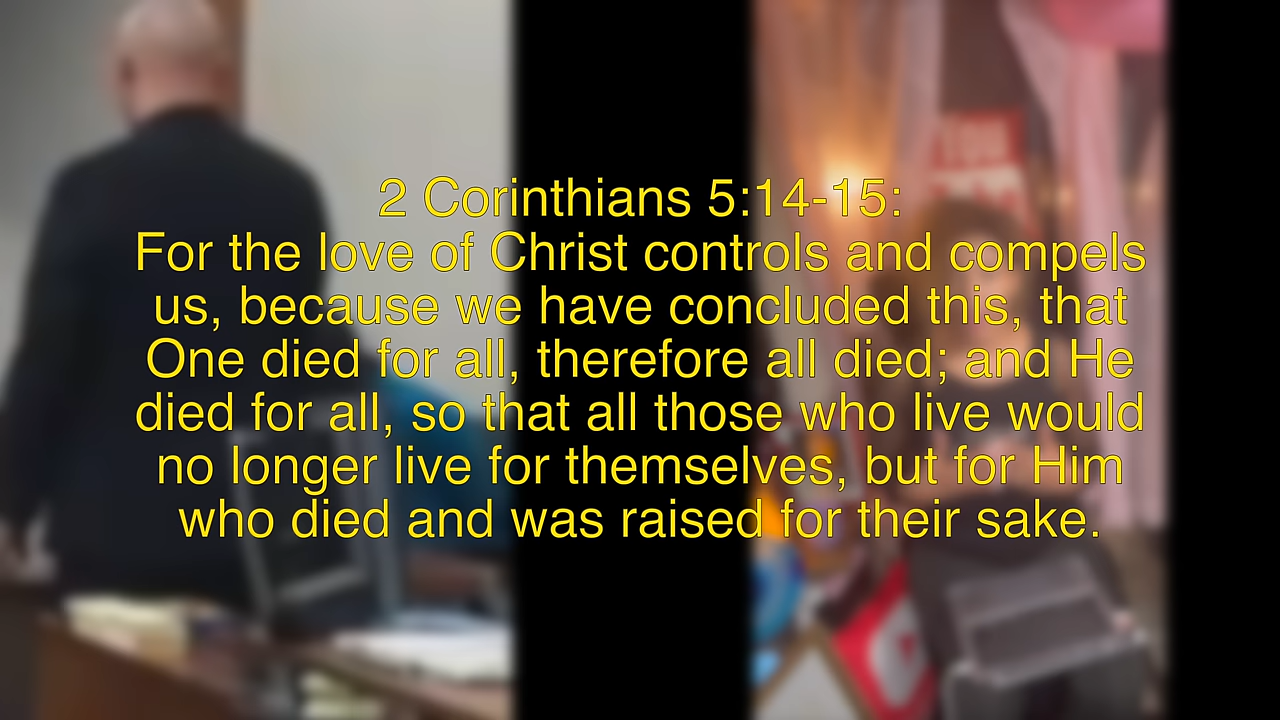 YOU
2 Corinthians 5:14-15:
For the love of Christ controls and compels
us, because we have concluded this, that
One died for all, therefore all died; and He
died for all, so that all those who live would
no longer live for themselves, but for Him
who died and was raised for their sake.